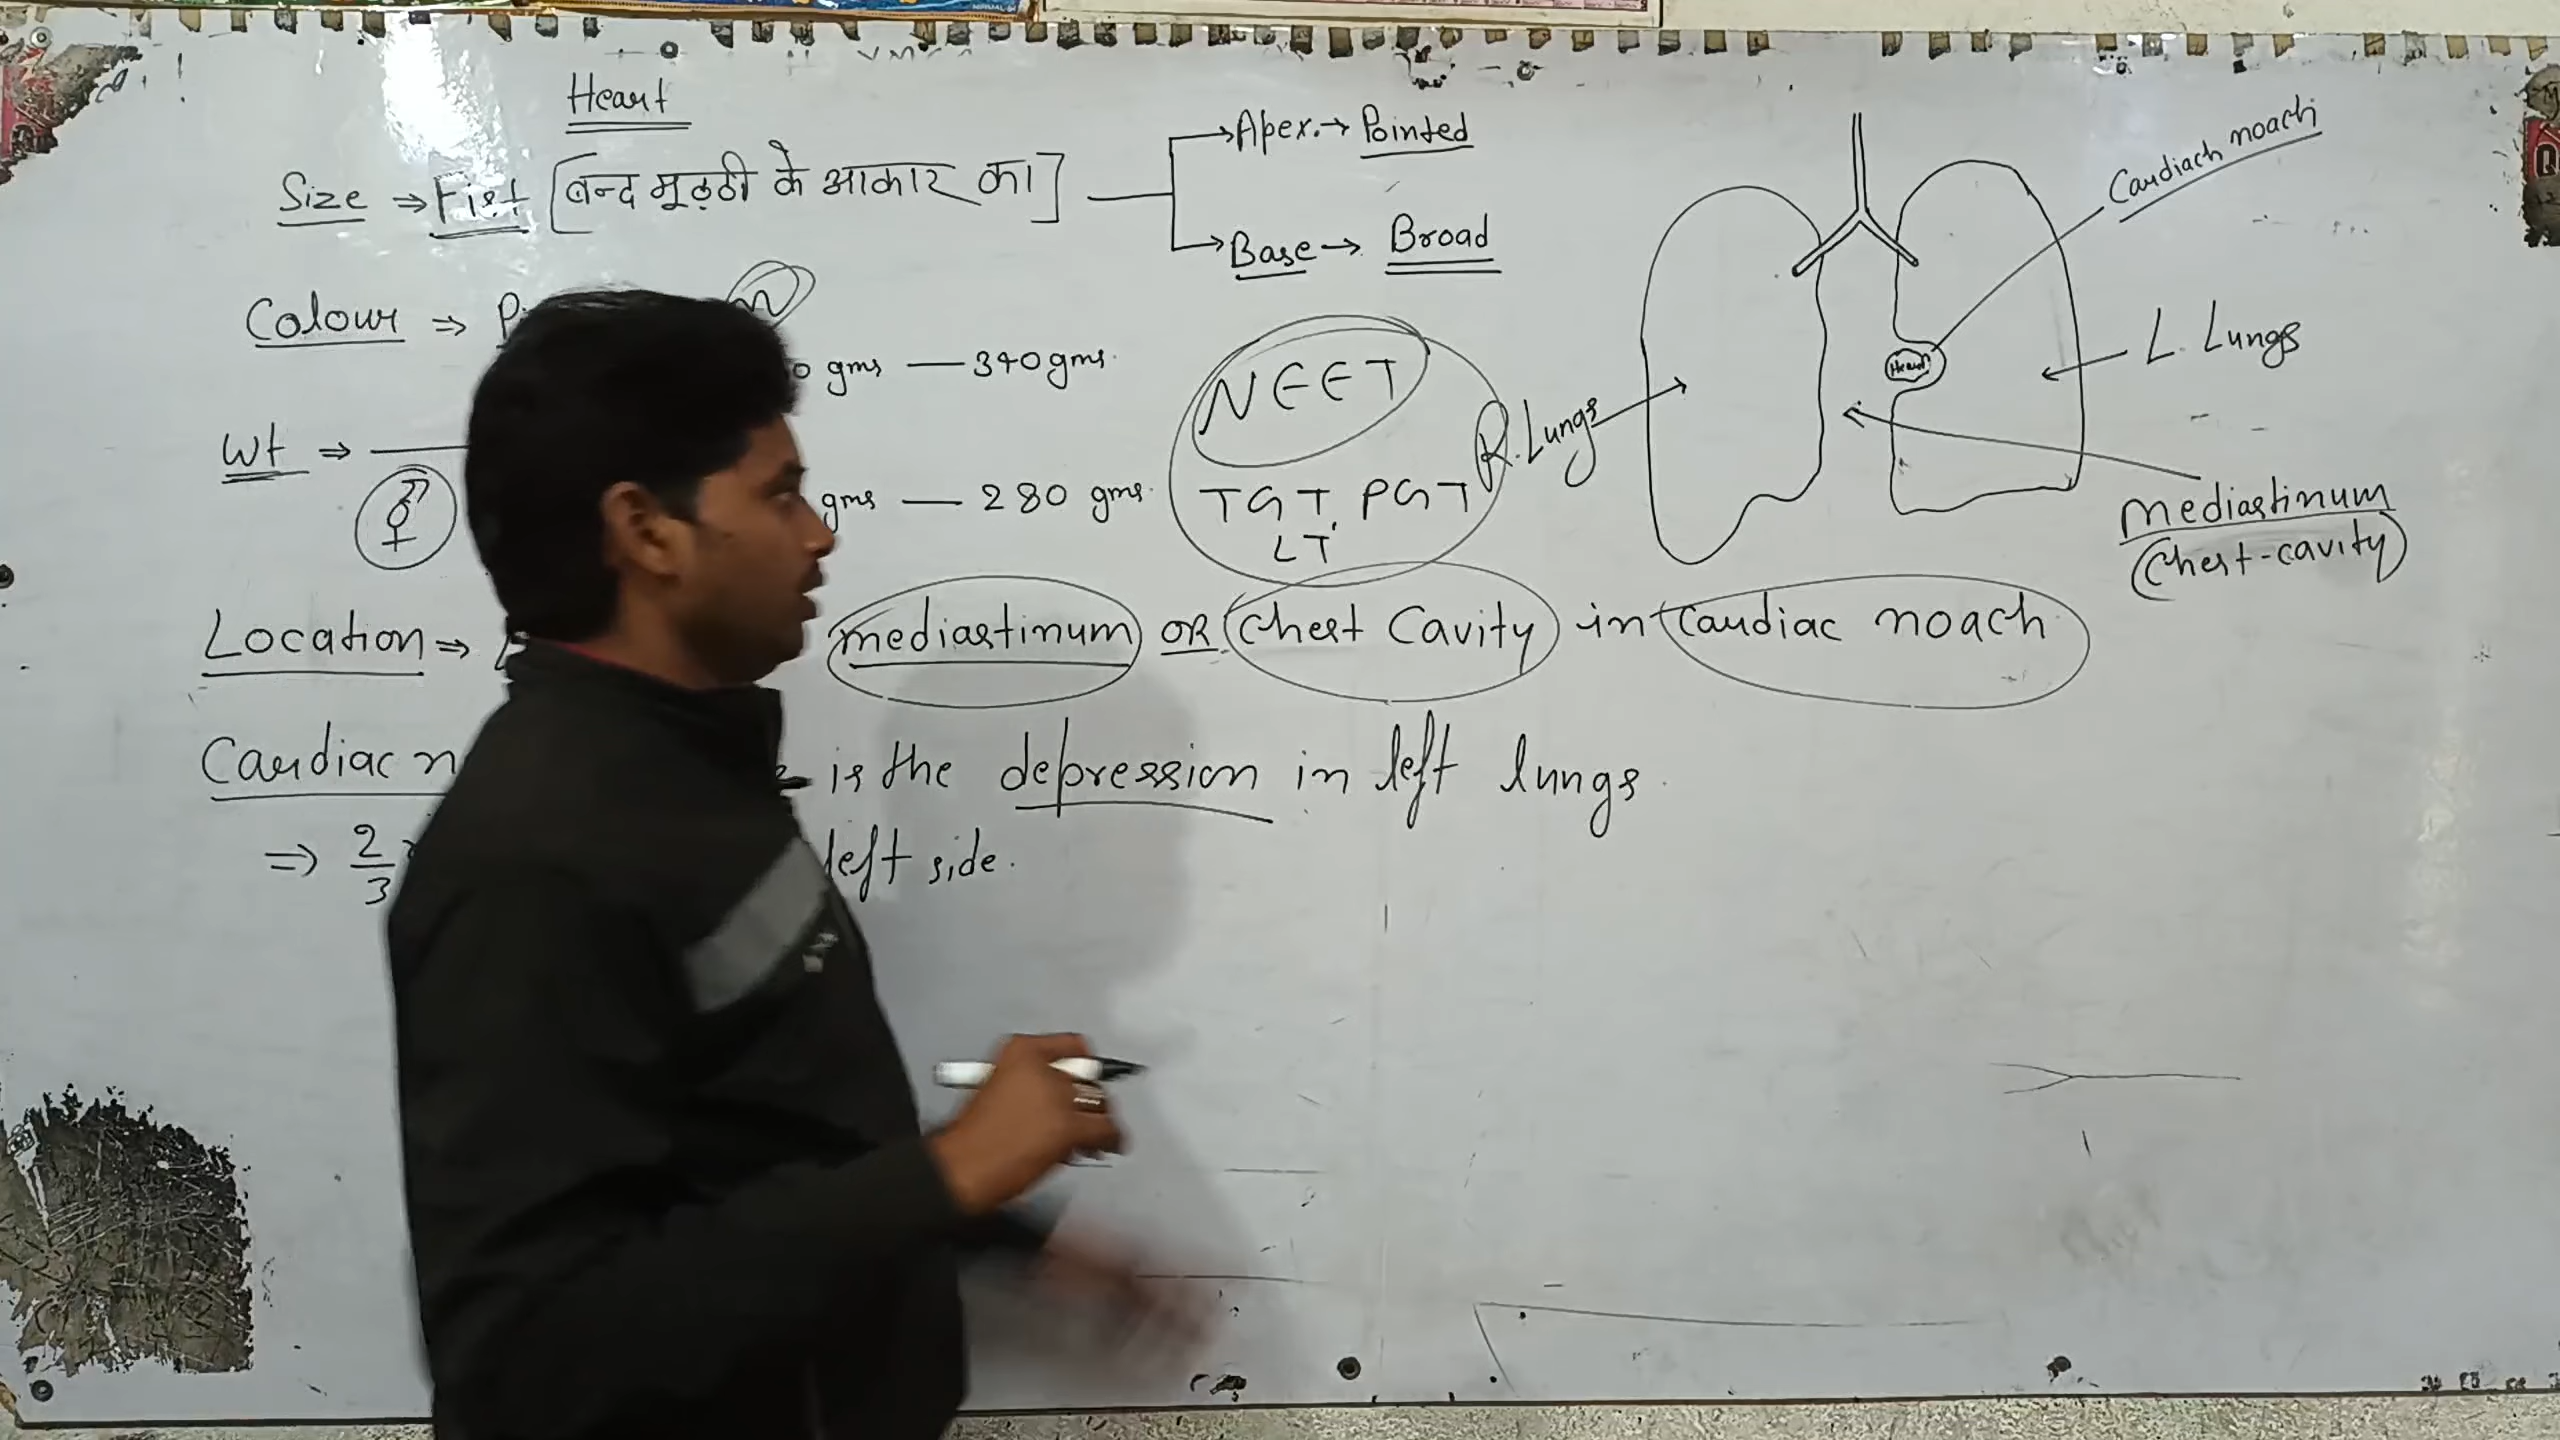 Heart
Size ⇒ Fist [बन्द मुठ्ठी के आकार का]
Apex. → Pointed
Base → Broad
Colour ⇒
gms — 340 gms.
Wt ⇒
gms — 280 gms.
NEET
TGT, PGT
LT
Cardiach noach
Heart
L. Lungs
R. Lungs
mediastinum
(Chest-cavity)
Location ⇒ mediastinum OR Chest Cavity in Cardiac noach
Cardiac is the depression in left lungs.
⇒ 2/3 left side.